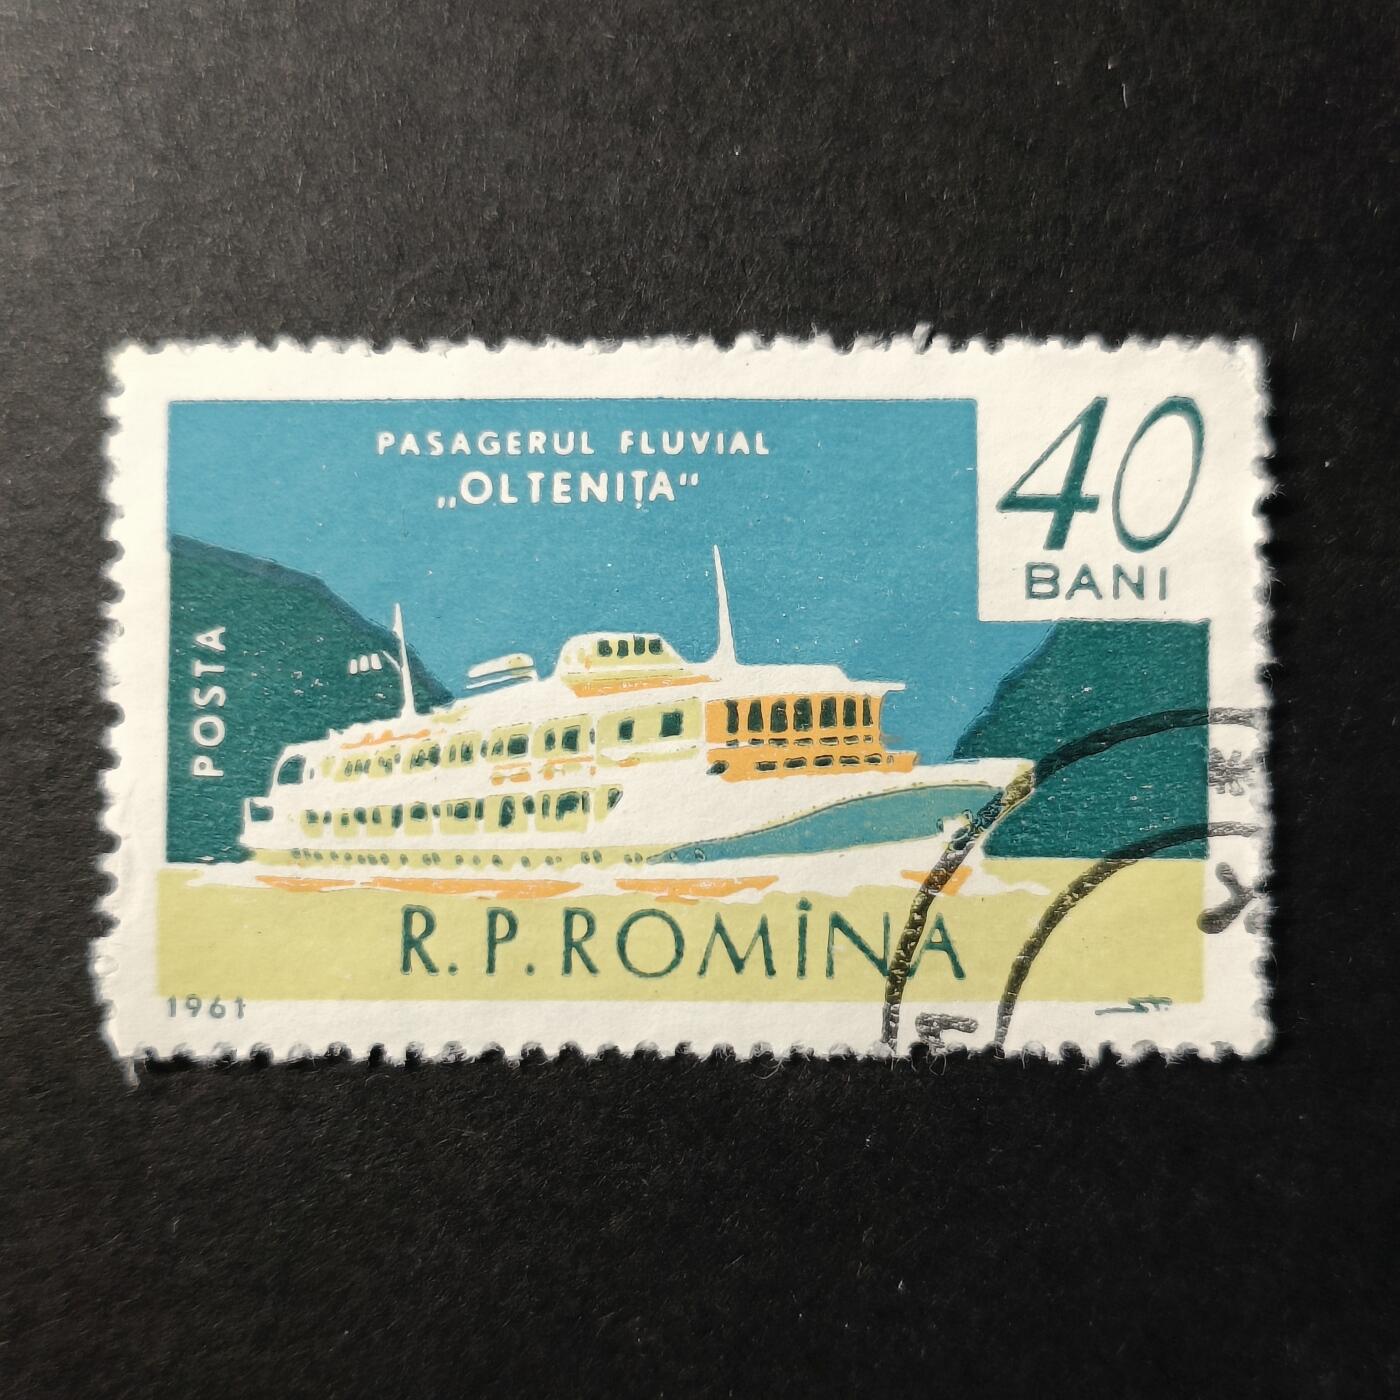 PASAGERUL FLUVIAL
„OLTENIȚA“
40
BANI
POSTA
R.P.ROMÎNA
1961